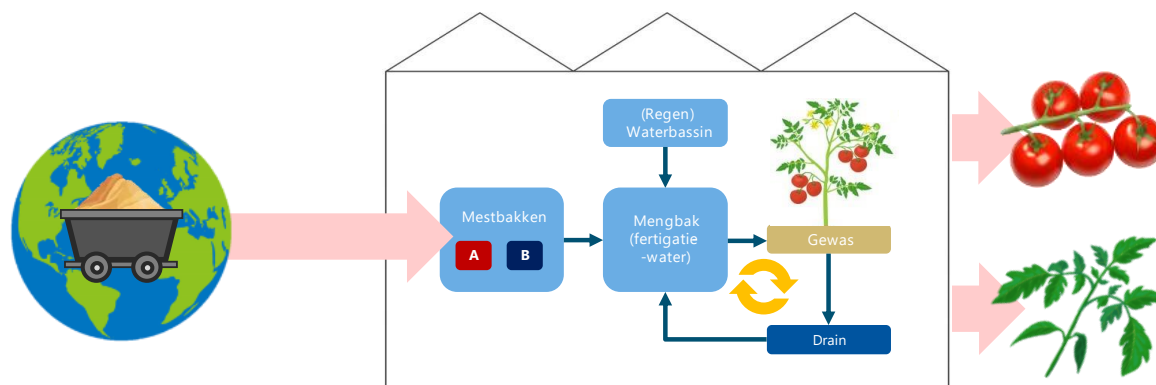 (Regen)
Waterbassin
Mestbakken
A
B
Mengbak
(fertigatie
-water)
Gewas
Drain